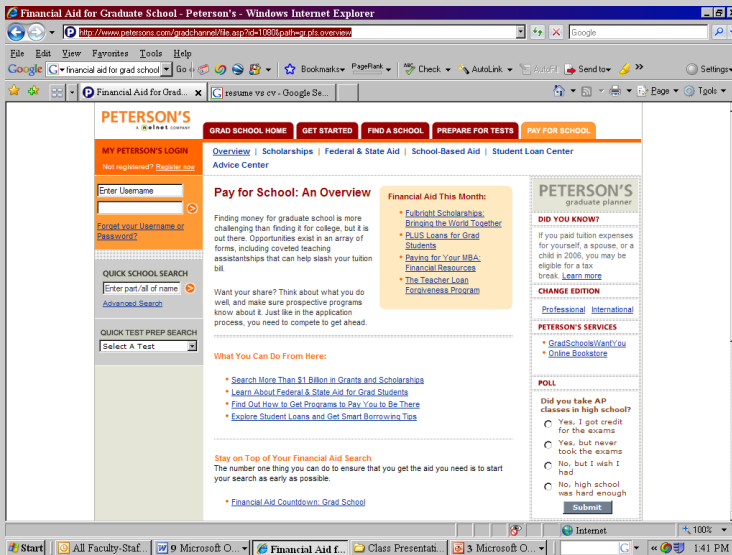 Financial Aid for Graduate School - Peterson's - Windows Internet Explorer
http://www.petersons.com/gradchannel/file.asp?id=1080&path=gr.pfs.overview
Google
File Edit View Favorites Tools Help
Google financial aid for grad school Go Bookmarks PageRank Check AutoLink AutoFill Send to Settings
Financial Aid for Grad... resume vs cv - Google Se... Page Tools
PETERSON'S
A nelnet COMPANY
GRAD SCHOOL HOME GET STARTED FIND A SCHOOL PREPARE FOR TESTS PAY FOR SCHOOL
MY PETERSON'S LOGIN
Not registered? Register now
Enter Username
Forgot your Username or
Password?
QUICK SCHOOL SEARCH
Enter part/all of name
Advanced Search
QUICK TEST PREP SEARCH
Select A Test
Overview | Scholarships | Federal & State Aid | School-Based Aid | Student Loan Center
Advice Center
Pay for School: An Overview
Finding money for graduate school is more
challenging than finding it for college, but it is
out there. Opportunities exist in an array of
forms, including coveted teaching
assistantships that can help slash your tuition
bill.
Want your share? Think about what you do
well, and make sure prospective programs
know about it. Just like in the application
process, you need to compete to get ahead.
Financial Aid This Month:
Fulbright Scholarships:
Bringing the World Together
PLUS Loans for Grad
Students
Paying for Your MBA:
Financial Resources
The Teacher Loan
Forgiveness Program
What You Can Do From Here:
Search More Than $1 Billion in Grants and Scholarships
Learn About Federal & State Aid for Grad Students
Find Out How to Get Programs to Pay You to Be There
Explore Student Loans and Get Smart Borrowing Tips
Stay on Top of Your Financial Aid Search
The number one thing you can do to ensure that you get the aid you need is to start
your search as early as possible.
Financial Aid Countdown: Grad School
PETERSON'S
graduate planner
DID YOU KNOW?
If you paid tuition expenses
for yourself, a spouse, or a
child in 2006, you may be
eligible for a tax
break. Learn more
CHANGE EDITION
Professional International
PETERSON'S SERVICES
GradSchoolsWantYou
Online Bookstore
POLL
Did you take AP
classes in high school?
Yes, I got credit
for the exams
Yes, but never
took the exams
No, but I wish I
had
No, high school
was hard enough
Submit
Internet 100%
Start All Faculty-Staf... 9 Microsoft O... Financial Aid f... Class Presentati... 3 Microsoft O... 1:41 PM